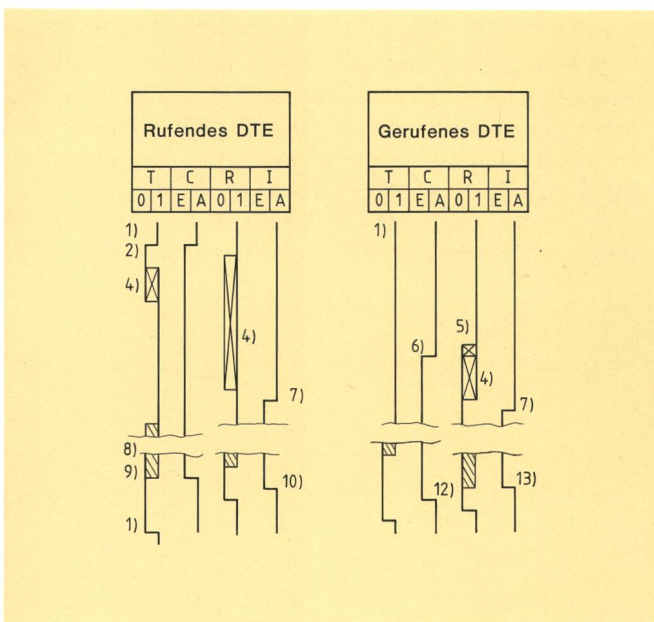 Rufendes DTE
T C R I
0 1 E A 0 1 E A
1)
2)
4)
4)
7)
8)
9)
10)
1)
Gerufenes DTE
T C R I
0 1 E A 0 1 E A
1)
5)
6)
4)
7)
12)
13)